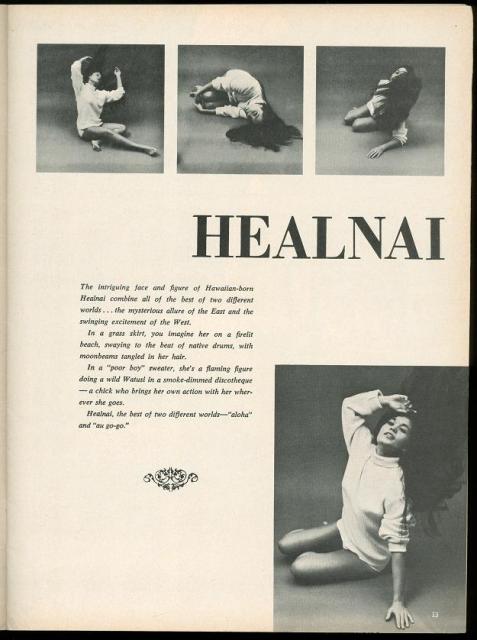 HEALNAI
The intriguing face and figure of Hawaiian-born
Healnai combine all of the best of two different
worlds . . . the mysterious allure of the East and the
swinging excitement of the West.
In a grass skirt, you imagine her on a firelit
beach, swaying to the beat of native drums, with
moonbeams tangled in her hair.
In a "poor boy" sweater, she's a flaming figure
doing a wild Watusi in a smoke-dimmed discotheque
— a chick who brings her own action with her wher-
ever she goes.
Healnai, the best of two different worlds—"aloha"
and "au go-go."
13